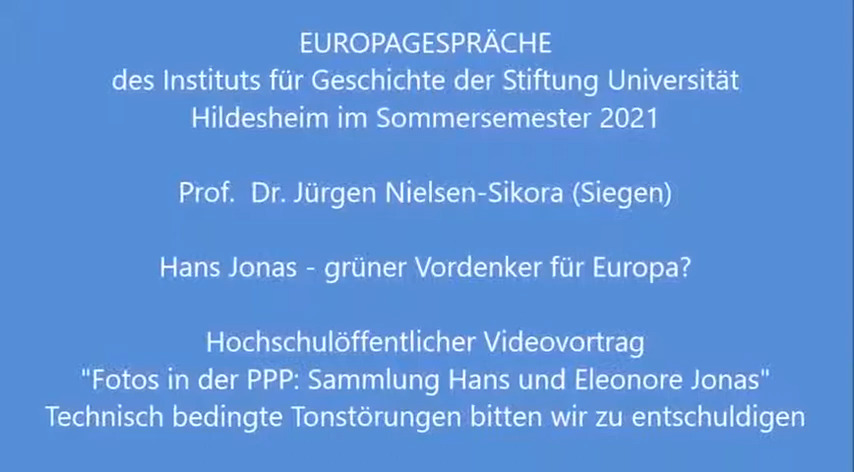 EUROPAGESPRÄCHE
des Instituts für Geschichte der Stiftung Universität
Hildesheim im Sommersemester 2021
Prof.  Dr. Jürgen Nielsen-Sikora (Siegen)
Hans Jonas - grüner Vordenker für Europa?
Hochschulöffentlicher Videovortrag
"Fotos in der PPP: Sammlung Hans und Eleonore Jonas"
Technisch bedingte Tonstörungen bitten wir zu entschuldigen